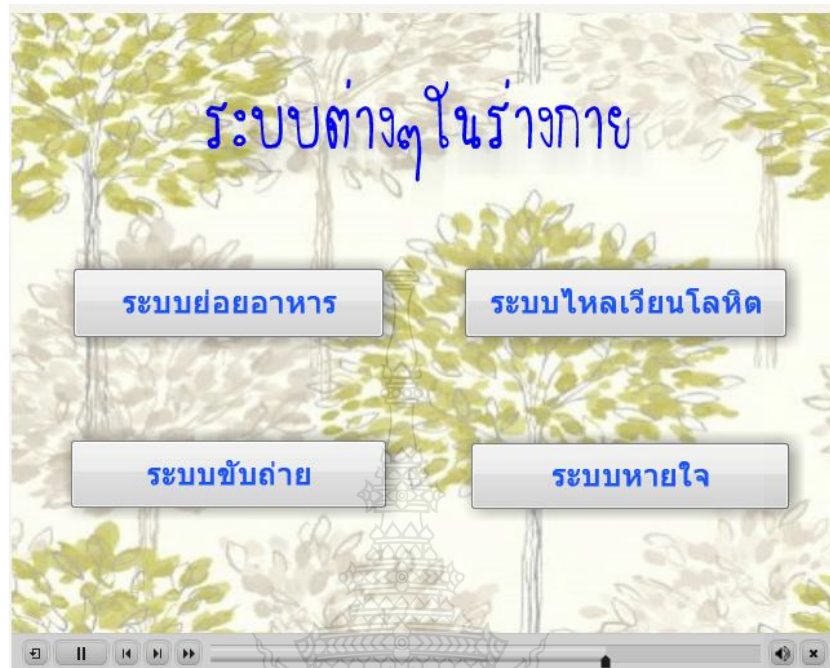 ระบบต่างๆในร่างกาย
ระบบย่อยอาหาร
ระบบไหลเวียนโลหิต
ระบบขับถ่าย
ระบบหายใจ